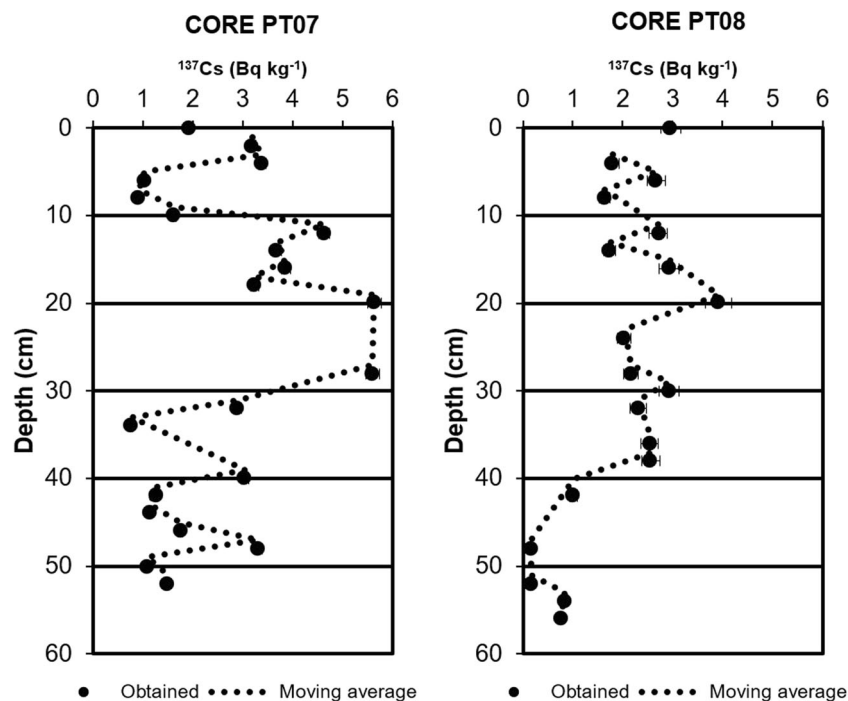 CORE PT07
¹³⁷Cs (Bq kg⁻¹)
0 1 2 3 4 5 6
0
10
20
30
40
50
60
Depth (cm)
● Obtained •••••• Moving average
CORE PT08
¹³⁷Cs (Bq kg⁻¹)
0 1 2 3 4 5 6
0
10
20
30
40
50
60
Depth (cm)
● Obtained •••••• Moving average